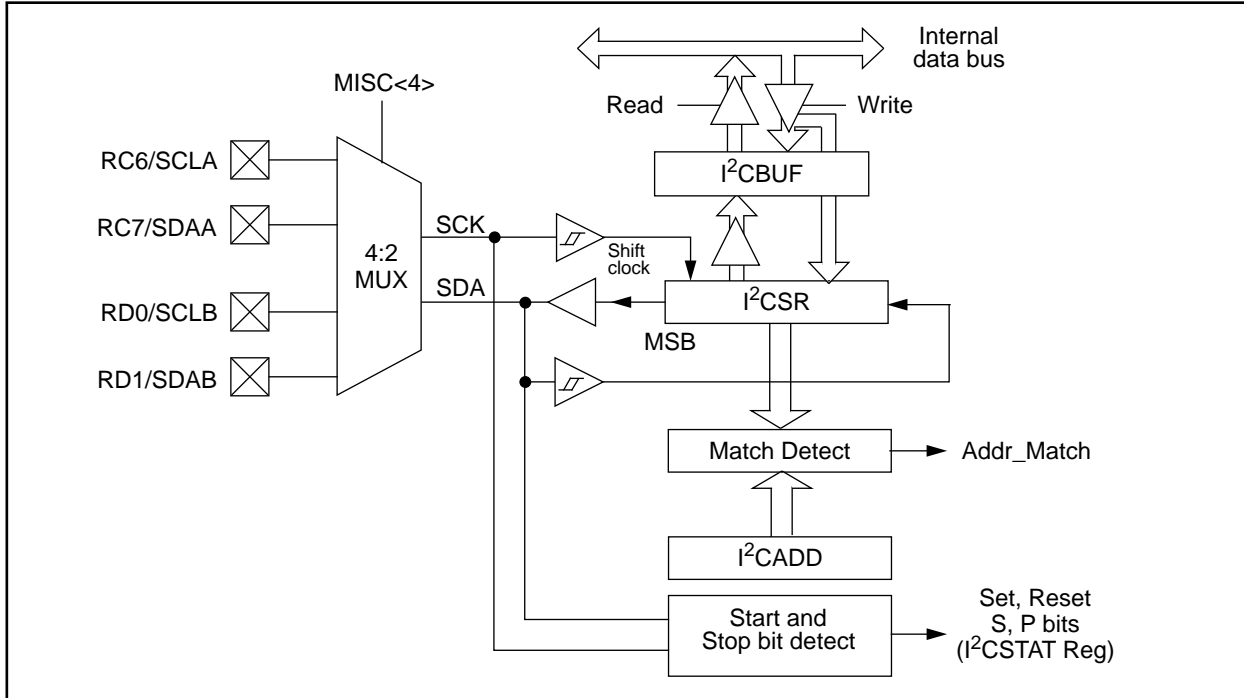 Internal
data bus
MISC<4>
Read
Write
RC6/SCLA
I²CBUF
RC7/SDAA
SCK
Shift
clock
4:2
MUX
SDA
I²CSR
RD0/SCLB
MSB
RD1/SDAB
Match Detect
Addr_Match
I²CADD
Start and
Stop bit detect
Set, Reset
S, P bits
(I²CSTAT Reg)